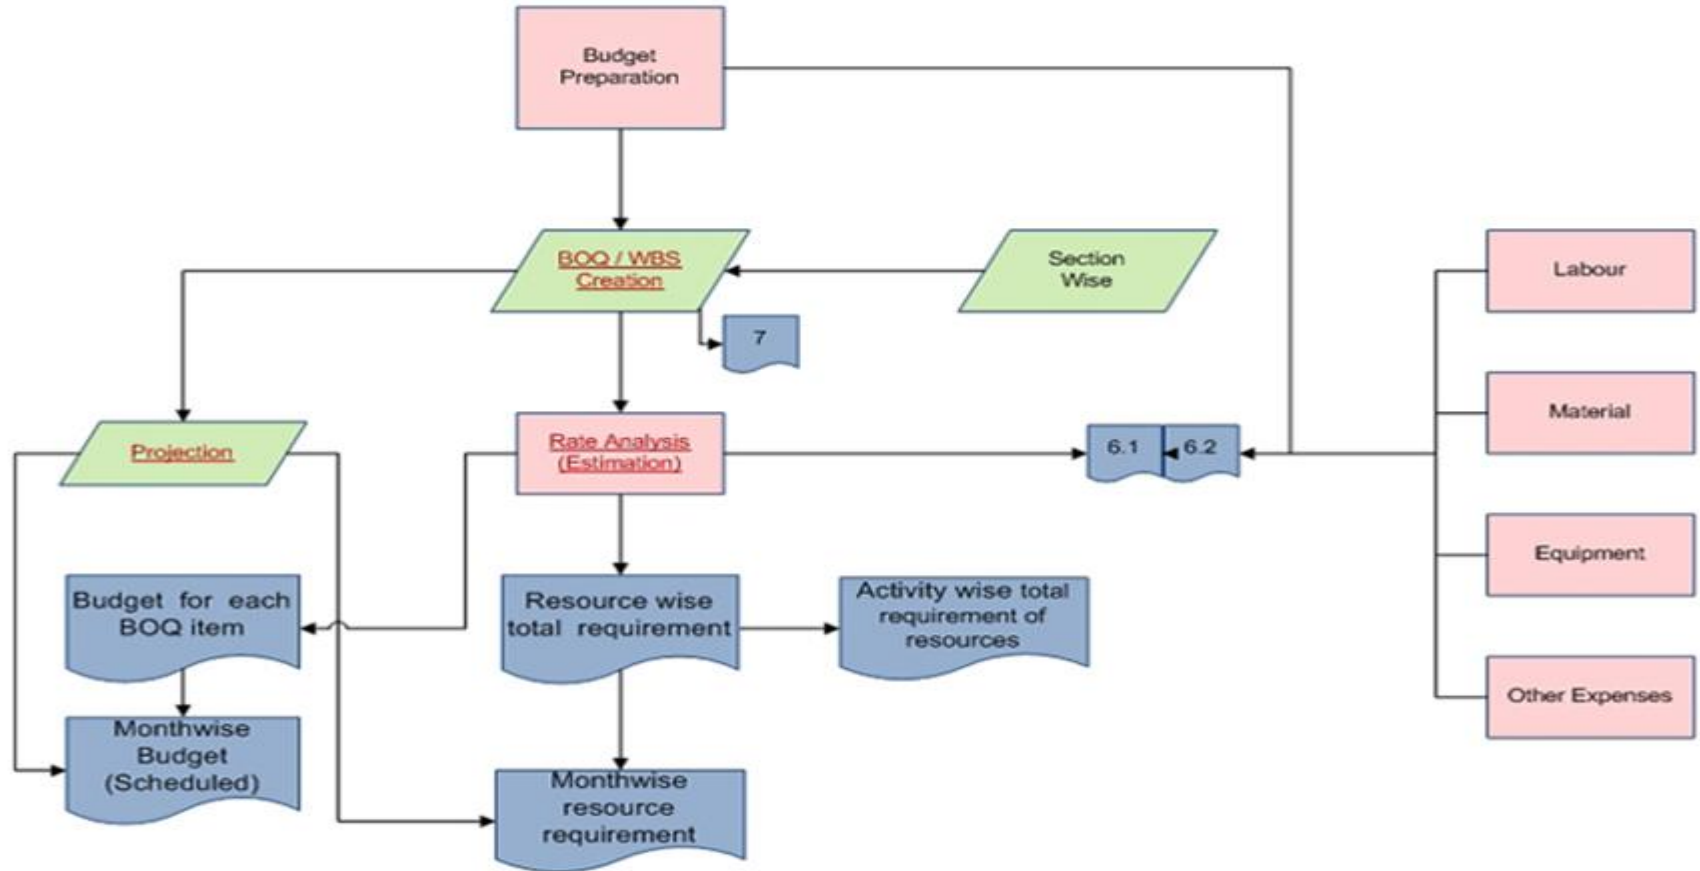 Budget
Preparation
BOQ / WBS
Creation
Section
Wise
Labour
7
Material
Projection
Rate Analysis
(Estimation)
6.1
6.2
Equipment
Budget for each
BOQ item
Resource wise
total requirement
Activity wise total
requirement of
resources
Other Expenses
Monthwise
Budget
(Scheduled)
Monthwise
resource
requirement